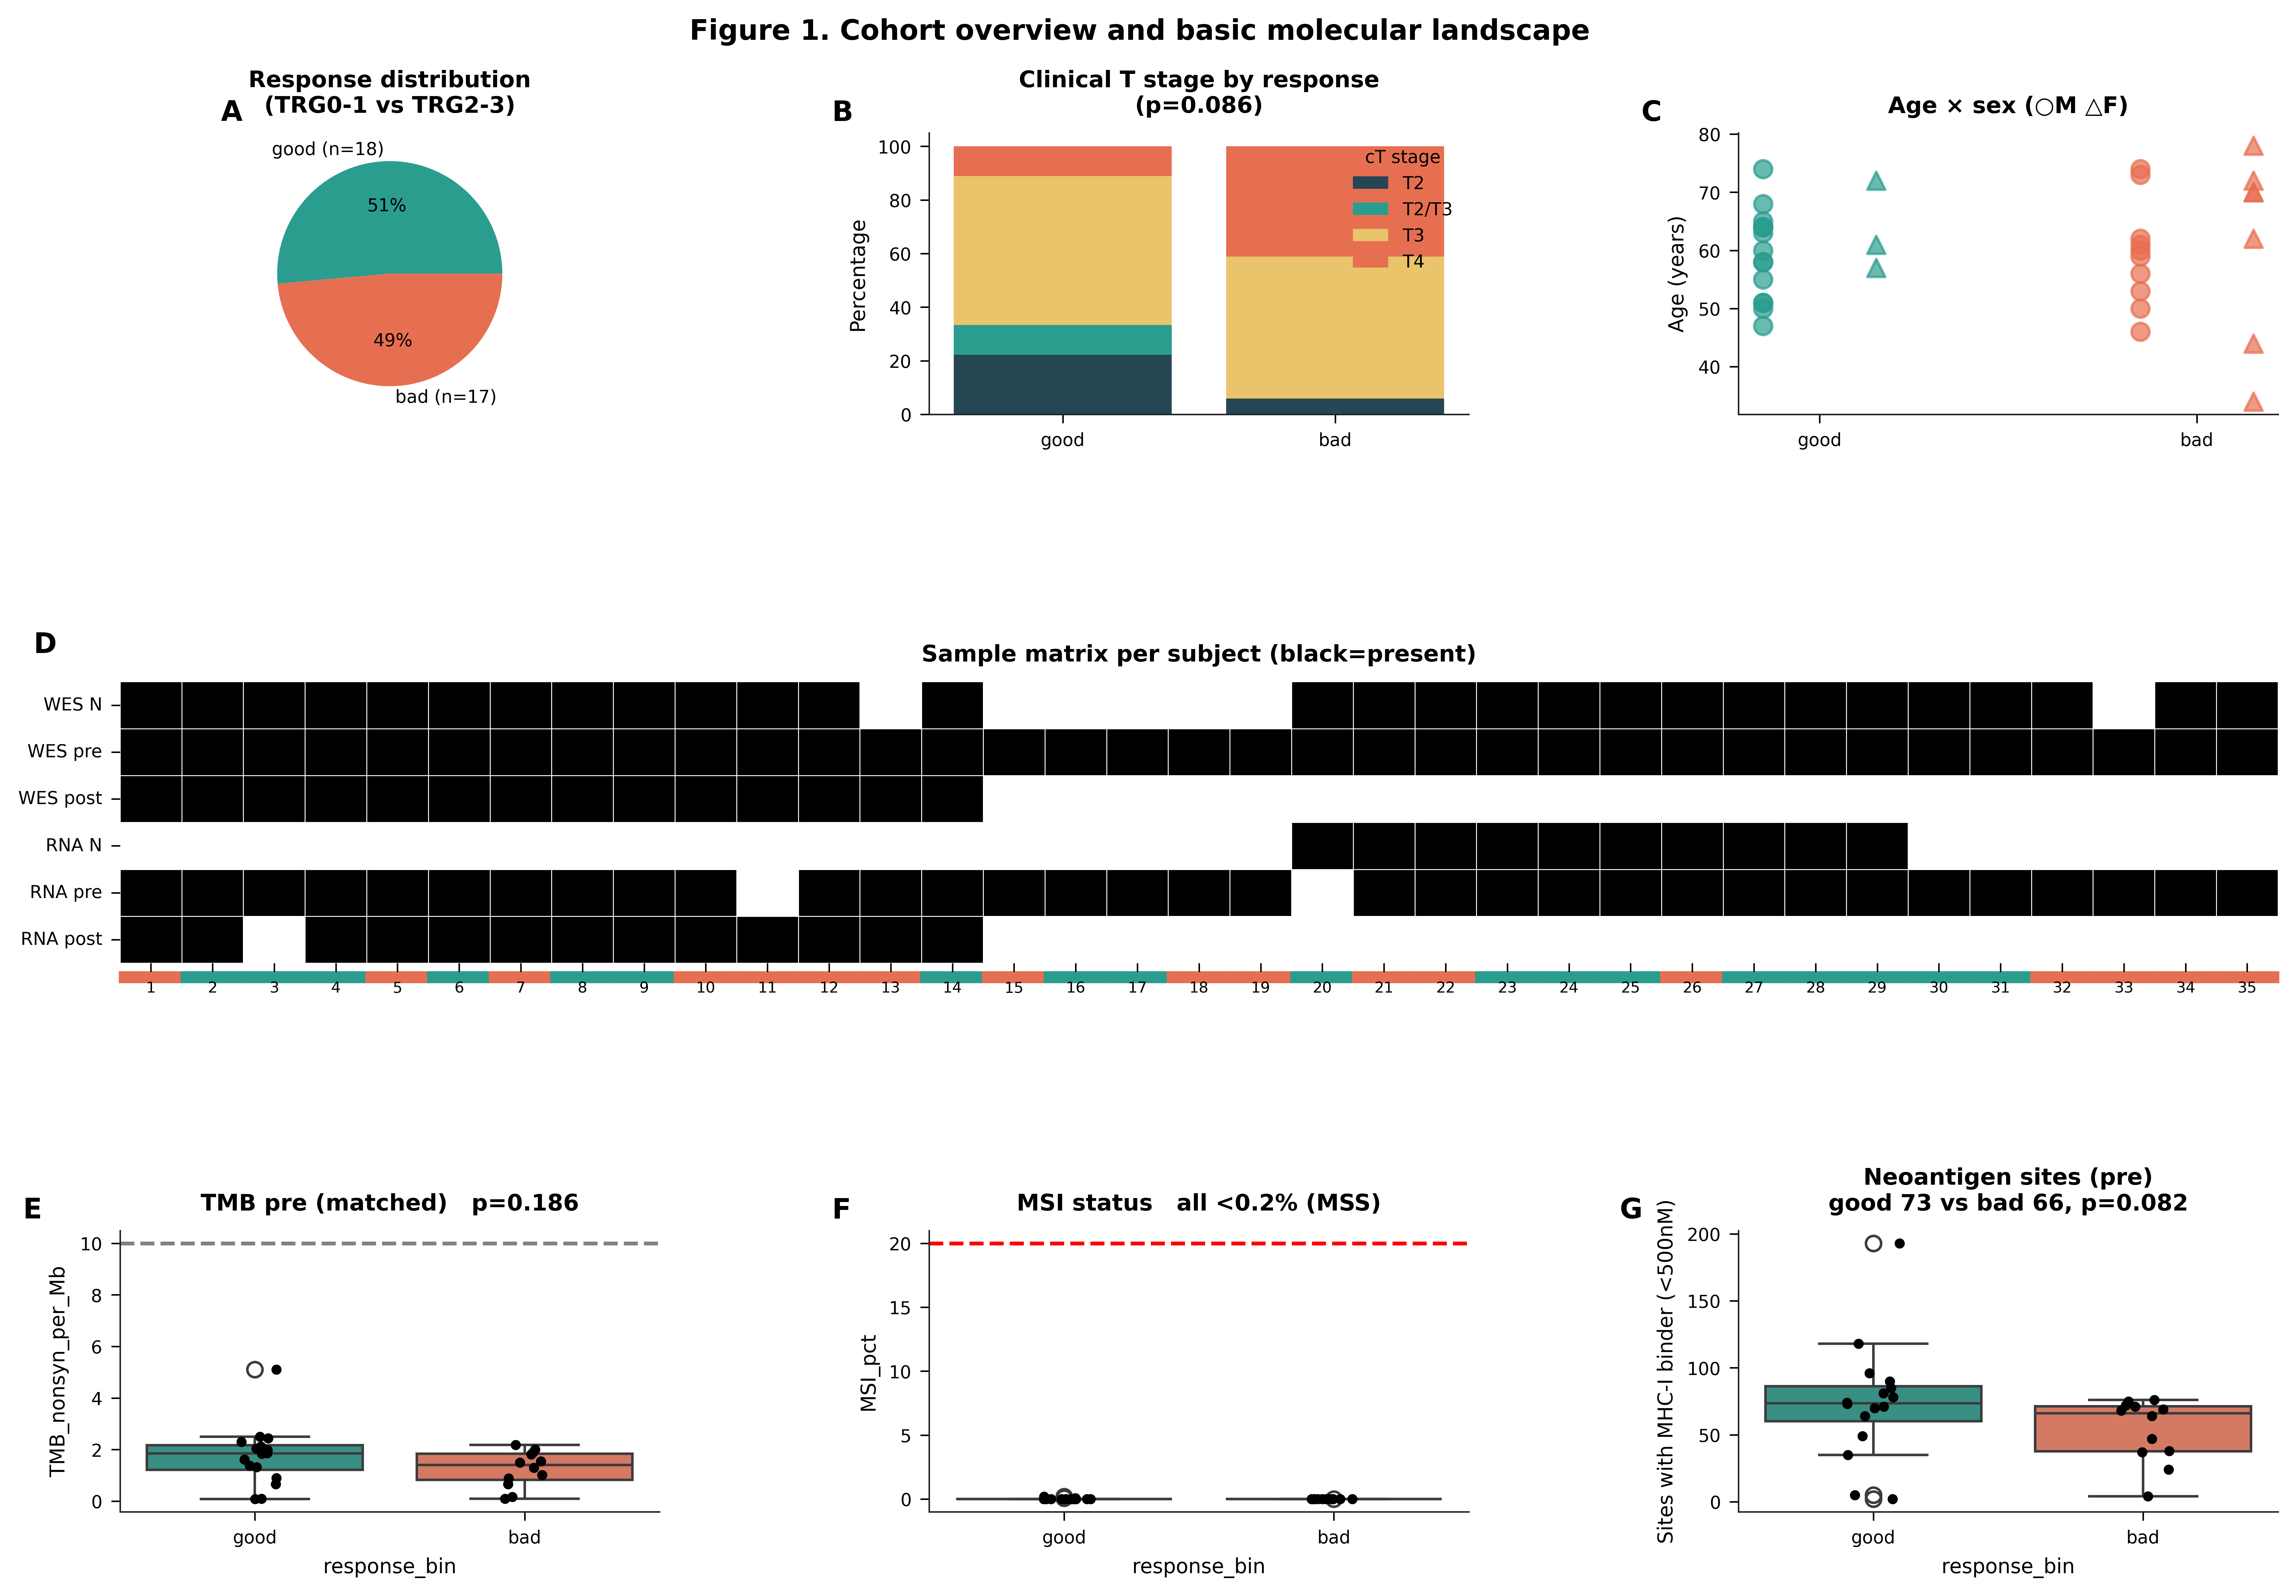 Figure 1. Cohort overview and basic molecular landscape
A
Response distribution
(TRG0-1 vs TRG2-3)
good (n=18)
51%
49%
bad (n=17)
B
Clinical T stage by response
(p=0.086)
Percentage
100
80
60
40
20
0
cT stage
T2
T2/T3
T3
T4
good
bad
C
Age × sex (○M △F)
Age (years)
80
70
60
50
40
good
bad
D
Sample matrix per subject (black=present)
WES N
WES pre
WES post
RNA N
RNA pre
RNA post
1 2 3 4 5 6 7 8 9 10 11 12 13 14 15 16 17 18 19 20 21 22 23 24 25 26 27 28 29 30 31 32 33 34 35
E
TMB pre (matched)   p=0.186
TMB_nonsyn_per_Mb
10
8
6
4
2
0
good
bad
response_bin
F
MSI status   all <0.2% (MSS)
MSI_pct
20
15
10
5
0
good
bad
response_bin
G
Neoantigen sites (pre)
good 73 vs bad 66, p=0.082
Sites with MHC-I binder (<500nM)
200
150
100
50
0
good
bad
response_bin